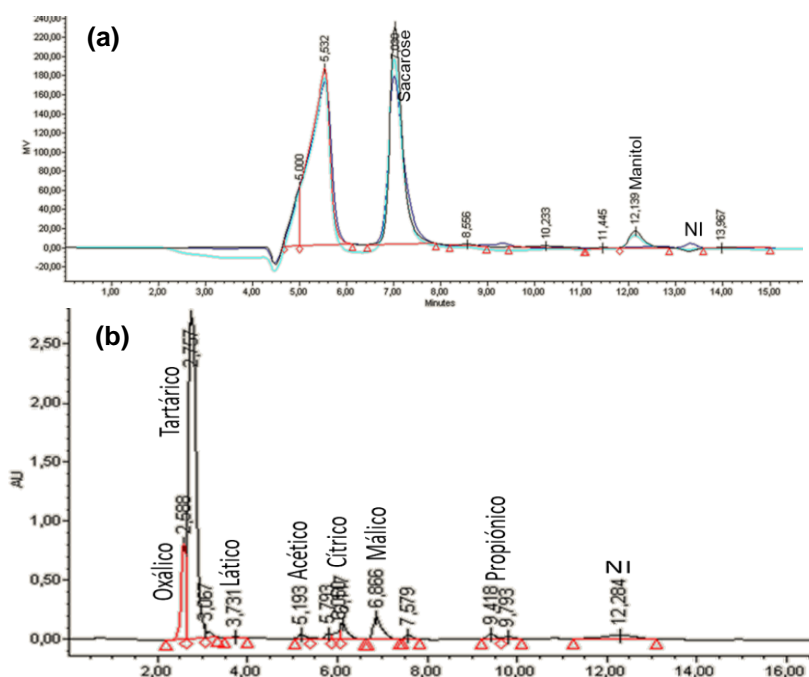 (a)
240,00
220,00
200,00
180,00
160,00
140,00
120,00
100,00
80,00
60,00
40,00
20,00
0,00
-20,00
MV
5,000
5,532
Sacarose
8,556
10,233
11,445
12,139 Manitol
NI
13,967
1,00 2,00 3,00 4,00 5,00 6,00 7,00 8,00 9,00 10,00 11,00 12,00 13,00 14,00 15,00
Minutes
(b)
2,50
2,00
1,50
1,00
0,50
0,00
AU
Oxálico
2,588
Tartárico
2,757
3,067
3,731 Lático
5,193 Acético
5,793
Cítrico
6,866 Málico
7,579
9,418 Propiónico
9,793
12,284 NI
2,00 4,00 6,00 8,00 10,00 12,00 14,00 16,00